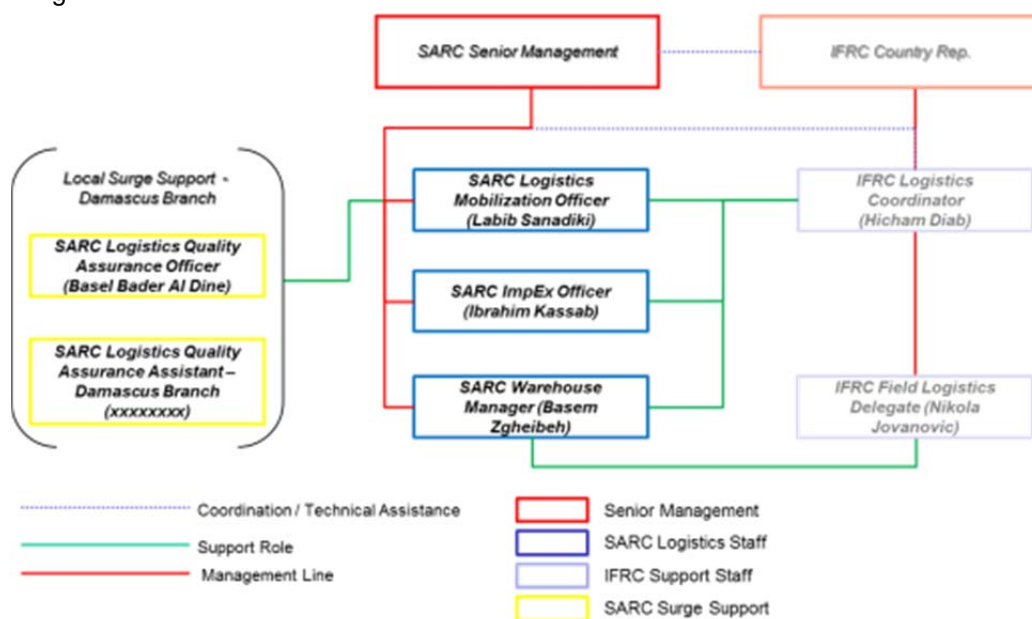 SARC Senior Management
IFRC Country Rep.
Local Surge Support -
Damascus Branch
SARC Logistics Quality
Assurance Officer
(Basel Bader Al Dine)
SARC Logistics Quality
Assurance Assistant –
Damascus Branch
(xxxxxxxx)
SARC Logistics
Mobilization Officer
(Labib Sanadiki)
SARC ImpEx Officer
(Ibrahim Kassab)
SARC Warehouse
Manager (Basem
Zgheibeh)
IFRC Logistics
Coordinator
(Hicham Diab)
IFRC Field Logistics
Delegate (Nikola
Jovanovic)
Coordination / Technical Assistance
Support Role
Management Line
Senior Management
SARC Logistics Staff
IFRC Support Staff
SARC Surge Support